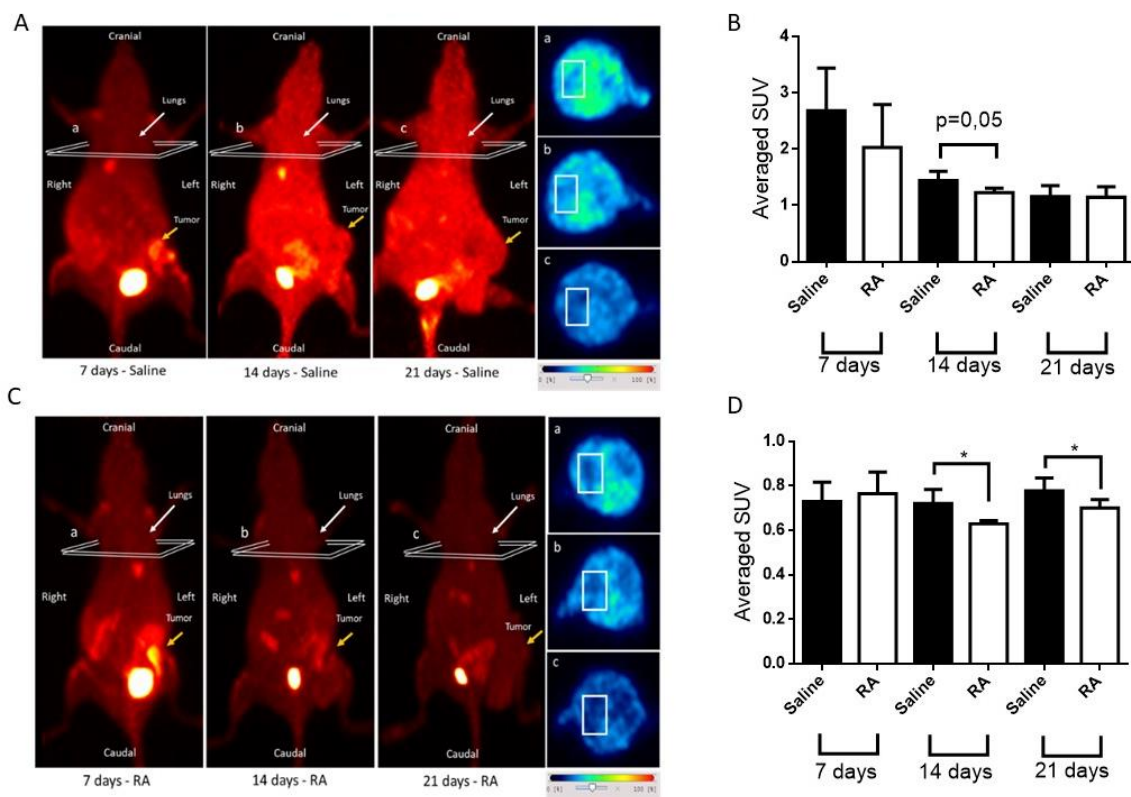 A
Cranial
Lungs
a
Right
Left
Tumor
Caudal
7 days - Saline
Cranial
Lungs
b
Right
Left
Tumor
Caudal
14 days - Saline
Cranial
Lungs
c
Right
Left
Tumor
Caudal
21 days - Saline
a
b
c
0 [%]
100 [%]
B
Averaged SUV
4
3
2
1
0
p=0,05
Saline
RA
Saline
RA
Saline
RA
7 days
14 days
21 days
C
Cranial
Lungs
a
Right
Left
Tumor
Caudal
7 days - RA
Cranial
Lungs
b
Right
Left
Tumor
Caudal
14 days - RA
Cranial
Lungs
c
Right
Left
Tumor
Caudal
21 days - RA
a
b
c
0 [%]
100 [%]
D
Averaged SUV
1.0
0.8
0.6
0.4
0.2
0.0
*
*
Saline
RA
Saline
RA
Saline
RA
7 days
14 days
21 days